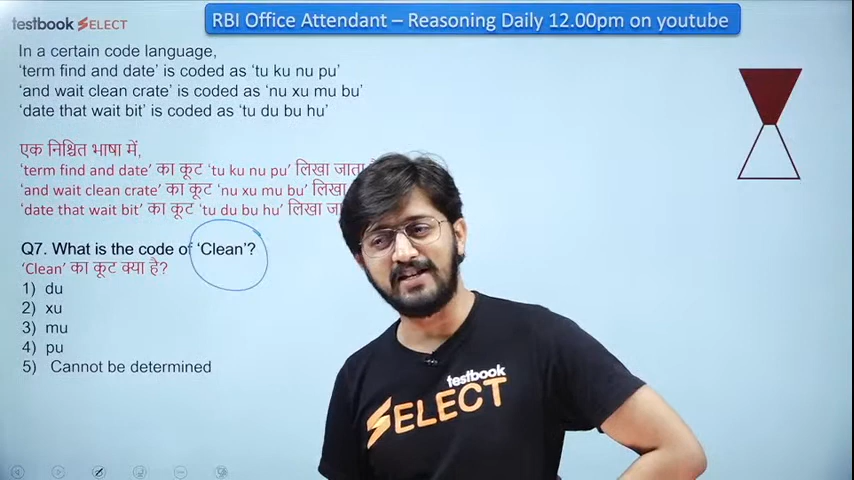 testbook SELECT
RBI Office Attendant – Reasoning Daily 12.00pm on youtube
In a certain code language,
‘term find and date’ is coded as ‘tu ku nu pu’
‘and wait clean crate’ is coded as ‘nu xu mu bu’
‘date that wait bit’ is coded as ‘tu du bu hu’
एक निश्चित भाषा में,
‘term find and date’ का कूट ‘tu ku nu pu’ लिखा जाता
‘and wait clean crate’ का कूट ‘nu xu mu bu’ लिखा
‘date that wait bit’ का कूट ‘tu du bu hu’ लिखा जा
Q7. What is the code of ‘Clean’?
‘Clean’ का कूट क्या है?
1) du
2) xu
3) mu
4) pu
5) Cannot be determined
testbook
SELECT